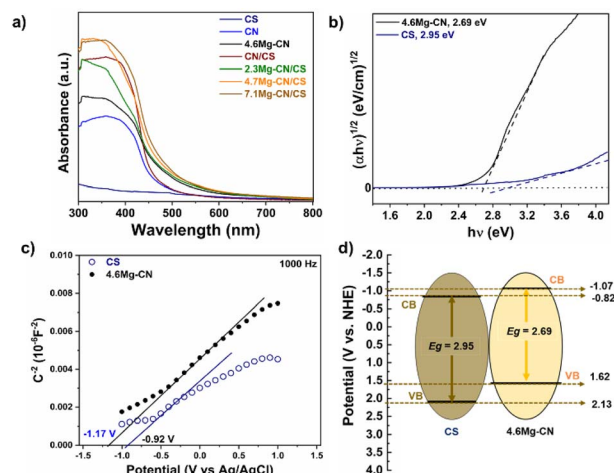 a)
CS
CN
4.6Mg-CN
CN/CS
2.3Mg-CN/CS
4.7Mg-CN/CS
7.1Mg-CN/CS
Absorbance (a.u.)
300 400 500 600 700 800
Wavelength (nm)
b)
4.6Mg-CN, 2.69 eV
CS, 2.95 eV
(αhν)1/2 (eV/cm)1/2
0
1.6 2.0 2.4 2.8 3.2 3.6 4.0
hν (eV)
c)
CS
4.6Mg-CN
1000 Hz
C-2 (10-6F-2)
0.010
0.008
0.006
0.004
0.002
0.000
-1.17 V
-0.92 V
-1.0 -0.5 0.0 0.5 1.0
Potential (V vs Ag/AgCl)
d)
Potential (V vs. NHE)
-2.0
-1.5
-1.0
-0.5
0.0
0.5
1.0
1.5
2.0
2.5
3.0
3.5
4.0
CB
CB
-1.07
-0.82
Eg = 2.95
Eg = 2.69
VB
VB
1.62
2.13
CS
4.6Mg-CN